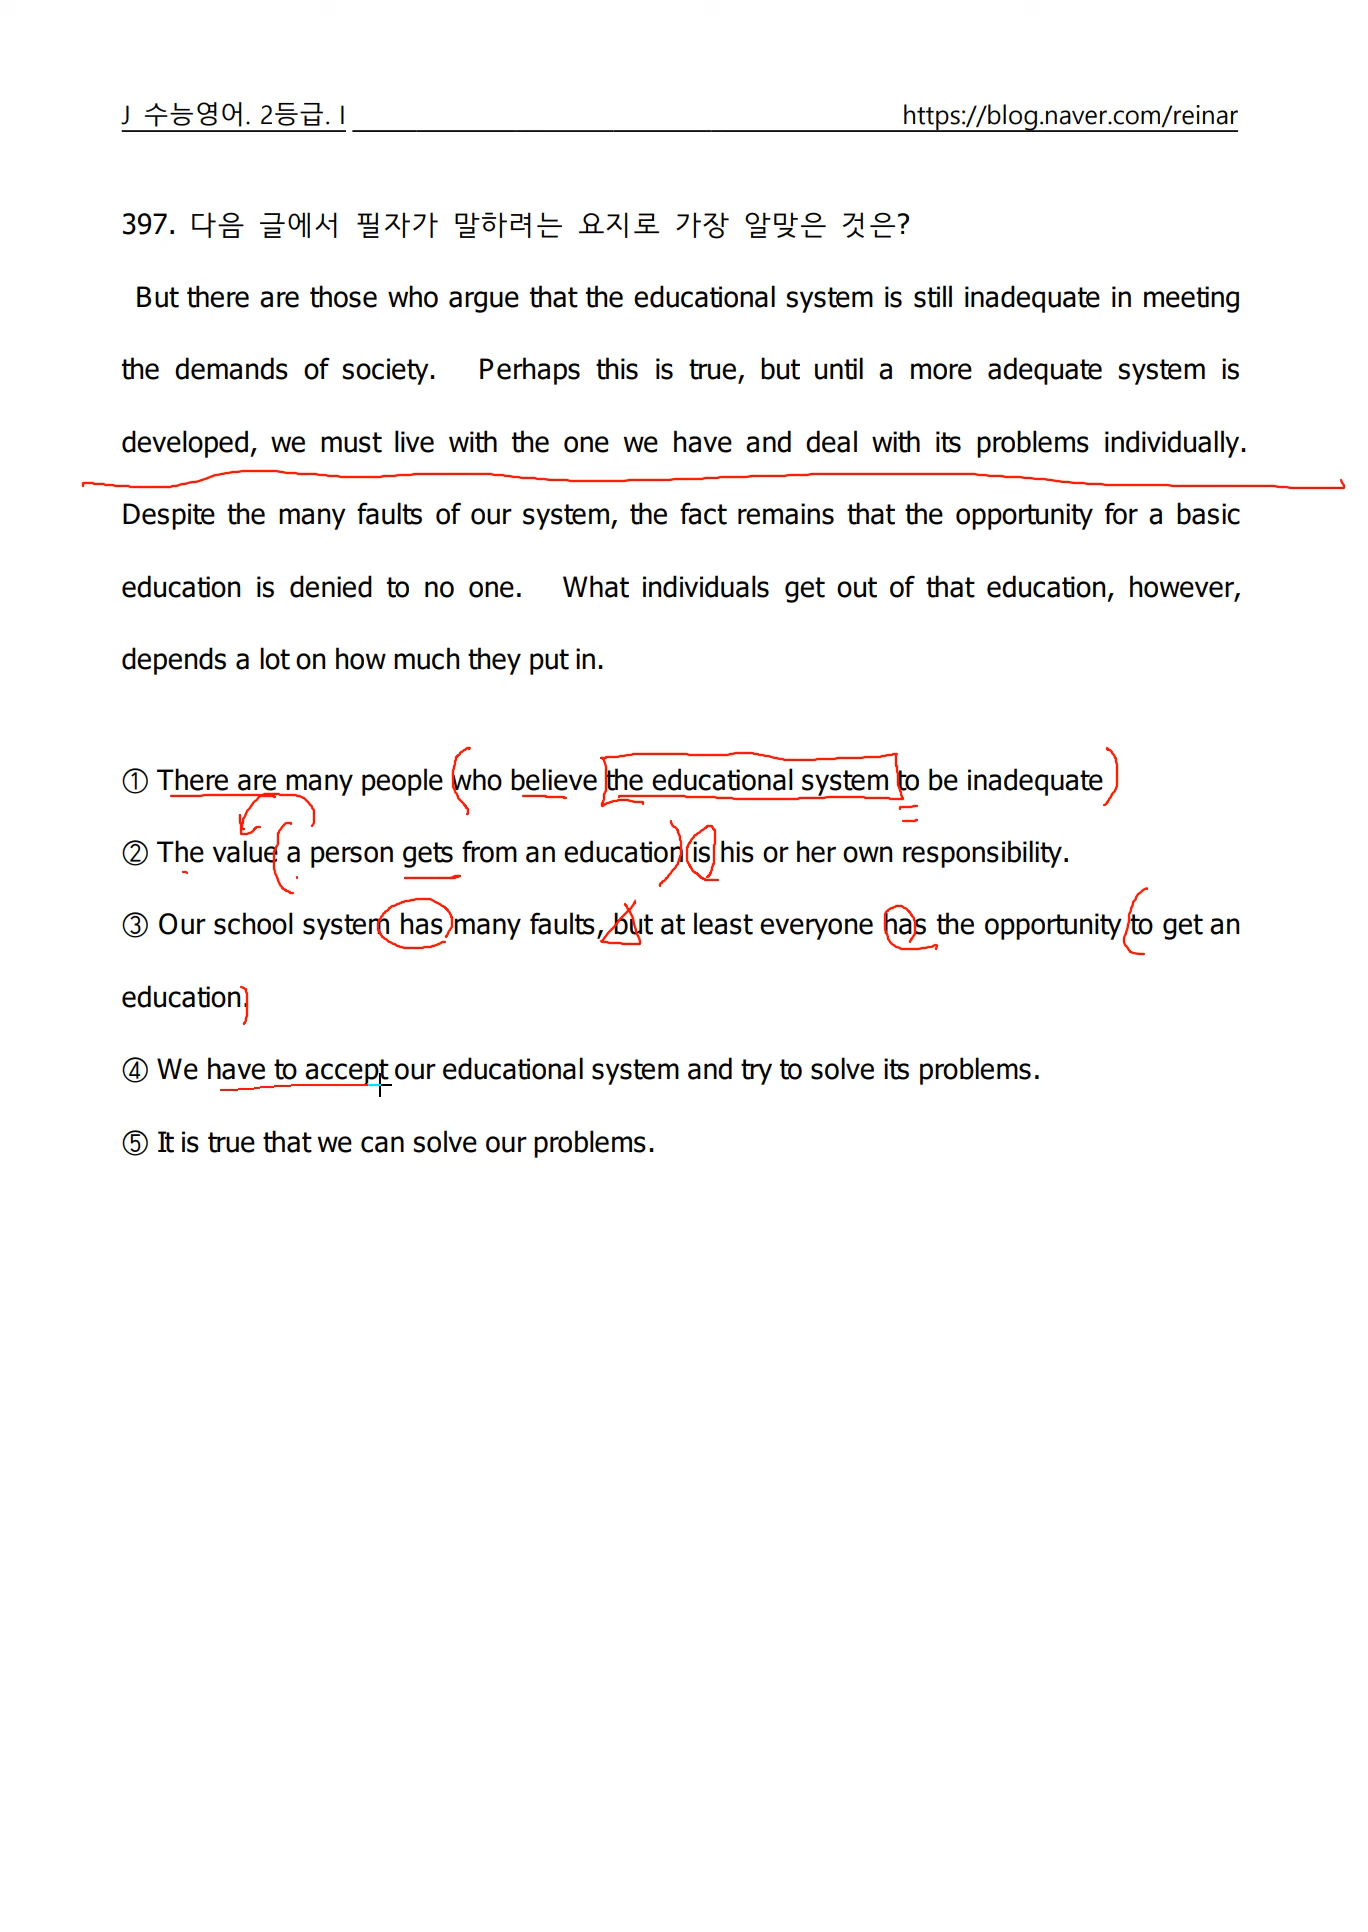 J 수능영어. 2등급. I https://blog.naver.com/reinar
397. 다음 글에서 필자가 말하려는 요지로 가장 알맞은 것은?
But there are those who argue that the educational system is still inadequate in meeting
the demands of society. Perhaps this is true, but until a more adequate system is
developed, we must live with the one we have and deal with its problems individually.
Despite the many faults of our system, the fact remains that the opportunity for a basic
education is denied to no one. What individuals get out of that education, however,
depends a lot on how much they put in.
① There are many people who believe the educational system to be inadequate
② The value a person gets from an education is his or her own responsibility.
③ Our school system has many faults, but at least everyone has the opportunity to get an
education.
④ We have to accept our educational system and try to solve its problems.
⑤ It is true that we can solve our problems.